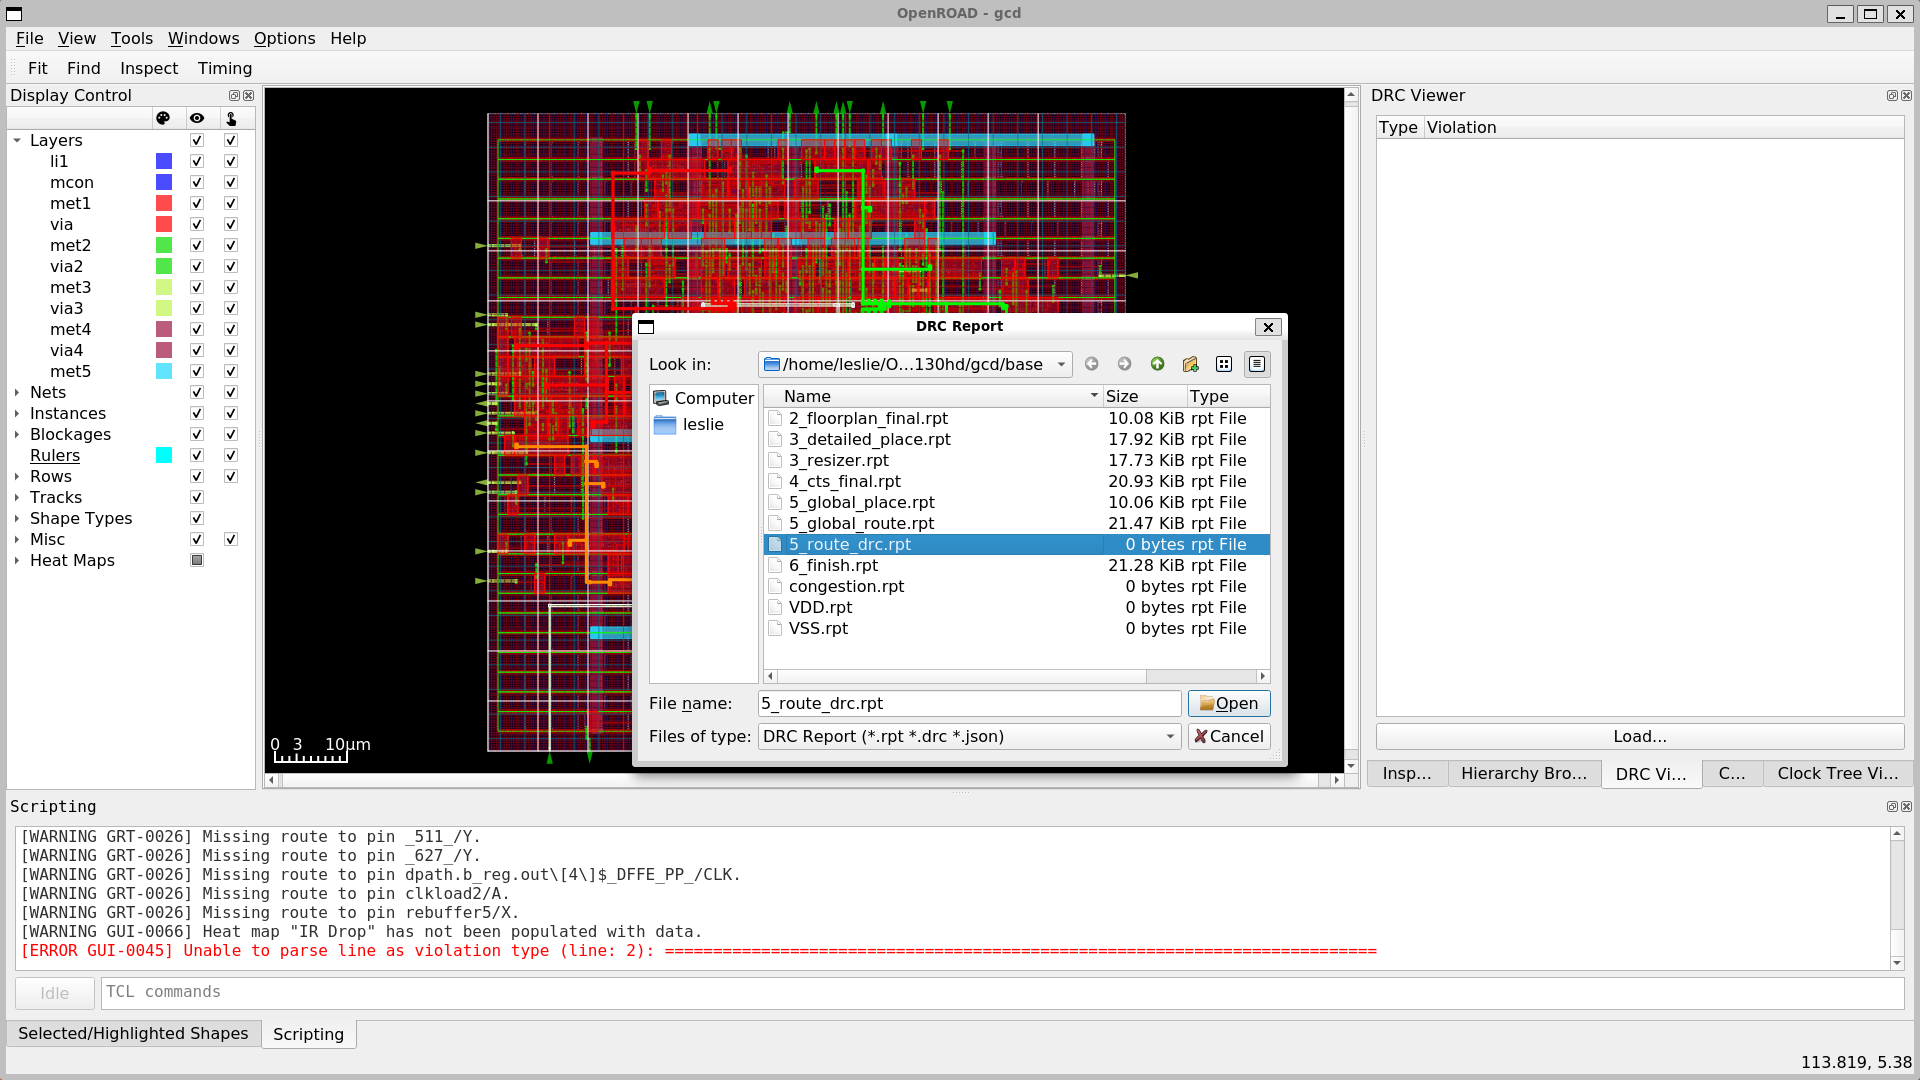 OpenROAD - gcd
File View Tools Windows Options Help
Fit Find Inspect Timing
Display Control
Layers
li1
mcon
met1
via
met2
via2
met3
via3
met4
via4
met5
Nets
Instances
Blockages
Rulers
Rows
Tracks
Shape Types
Misc
Heat Maps
0 3 10μm
DRC Report
Look in: /home/leslie/O...130hd/gcd/base
Computer
leslie
Name Size Type
2_floorplan_final.rpt 10.08 KiB rpt File
3_detailed_place.rpt 17.92 KiB rpt File
3_resizer.rpt 17.73 KiB rpt File
4_cts_final.rpt 20.93 KiB rpt File
5_global_place.rpt 10.06 KiB rpt File
5_global_route.rpt 21.47 KiB rpt File
5_route_drc.rpt 0 bytes rpt File
6_finish.rpt 21.28 KiB rpt File
congestion.rpt 0 bytes rpt File
VDD.rpt 0 bytes rpt File
VSS.rpt 0 bytes rpt File
File name: 5_route_drc.rpt Open
Files of type: DRC Report (*.rpt *.drc *.json) Cancel
DRC Viewer
Type Violation
Load...
Insp... Hierarchy Bro... DRC Vi... C... Clock Tree Vi...
Scripting
[WARNING GRT-0026] Missing route to pin _511_/Y.
[WARNING GRT-0026] Missing route to pin _627_/Y.
[WARNING GRT-0026] Missing route to pin dpath.b_reg.out\[4\]$_DFFE_PP_/CLK.
[WARNING GRT-0026] Missing route to pin clkload2/A.
[WARNING GRT-0026] Missing route to pin rebuffer5/X.
[WARNING GUI-0066] Heat map "IR Drop" has not been populated with data.
[ERROR GUI-0045] Unable to parse line as violation type (line: 2): ==========================================================================
Idle TCL commands
Selected/Highlighted Shapes Scripting
113.819, 5.38